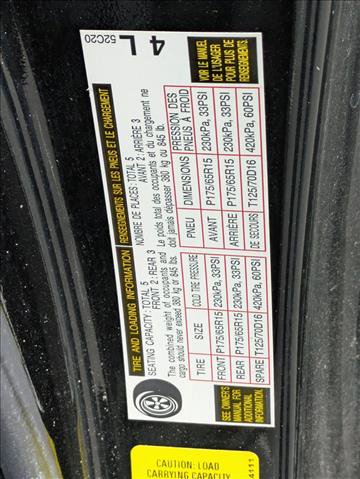 TIRE AND LOADING INFORMATION
SEATING CAPACITY: TOTAL 5
FRONT 2: REAR 3
The combined weight of occupants and
cargo should never exceed 380 kg or 845 lbs.
TIRE SIZE COLD TIRE PRESSURE
FRONT P175/65R15 230kPa, 33PSI
REAR P175/65R15 230kPa, 33PSI
SPARE T125/70D16 420kPa, 60PSI
SEE OWNER'S
MANUAL FOR
ADDITIONAL
INFORMATION
RENSEIGNEMENTS SUR LES PNEUS ET LE CHARGEMENT
NOMBRE DE PLACES: TOTAL 5
AVANT 2: ARRIÈRE 3
Le poids total des occupants et du chargement ne
doit jamais dépasser 380 kg ou 845 lb.
PNEU DIMENSIONS PRESSION DES
PNEUS À FROID
AVANT P175/65R15 230kPa, 33PSI
ARRIÈRE P175/65R15 230kPa, 33PSI
DE SECOURS T125/70D16 420kPa, 60PSI
VOIR LE MANUEL
DE L'USAGER
POUR PLUS DE
RENSEIGNEMENTS
4 L
52C20
CAUTION: LOAD
CARRYING CAPACITY
4111